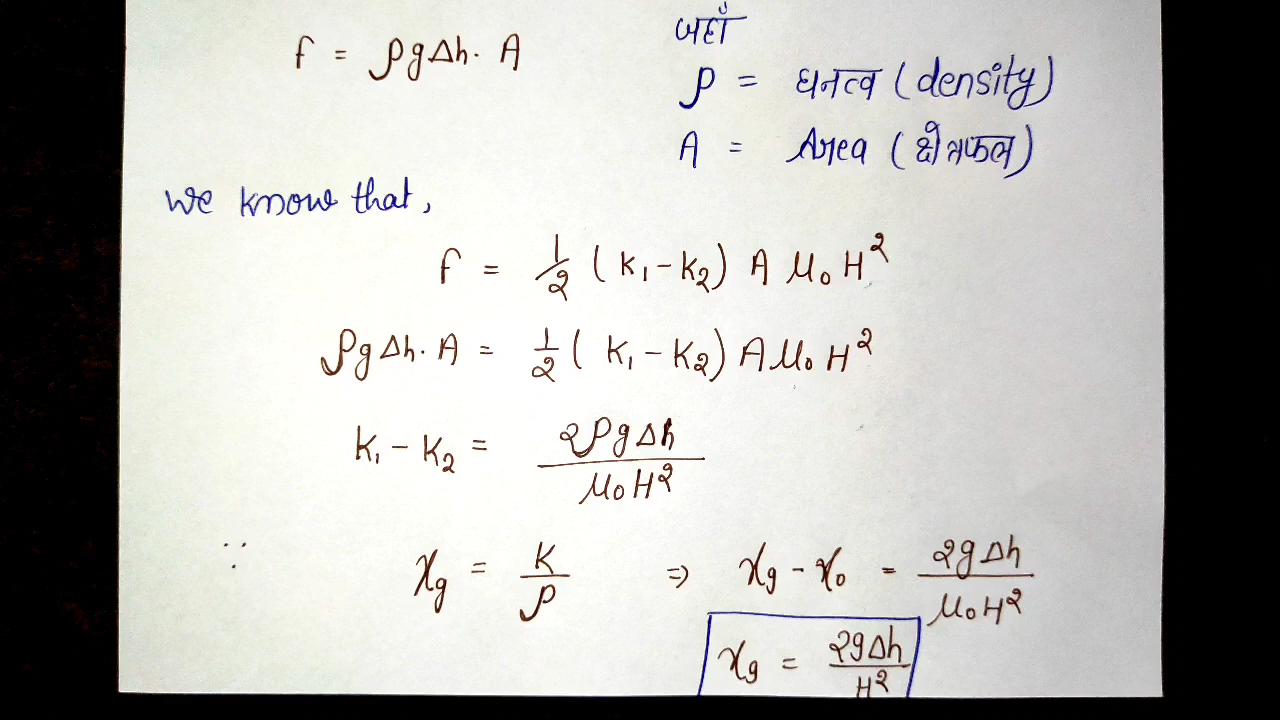 f = ρgΔh· A
जहाँ
ρ = घनत्व (density)
A = Area (क्षेत्रफल)
We know that,
f = 1/2 (K₁-K₂) A μ₀ H²
ρgΔh· A = 1/2 (K₁-K₂) A μ₀ H²
K₁-K₂ = 2ρgΔh/μ₀H²
∵ χg = K/ρ ⇒ χg - χ₀ = 2gΔh/μ₀H²
χg = 2gΔh/H²